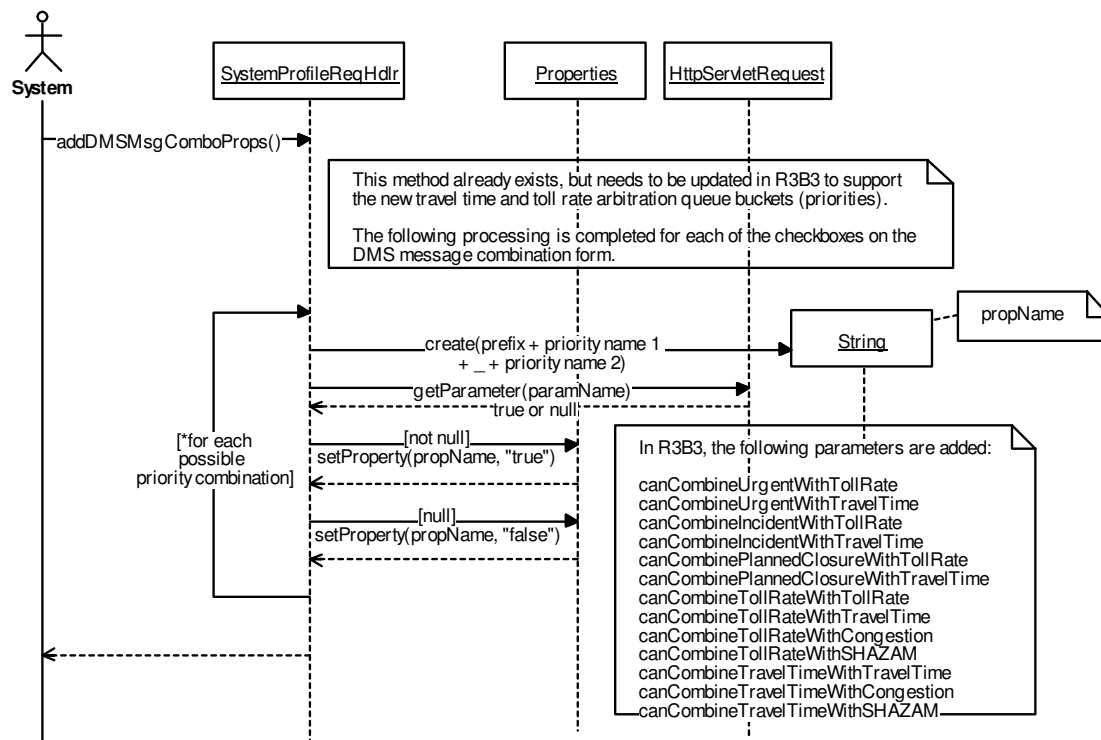 System
SystemProfileReqHdlr
Properties
HttpServletRequest
addDMSMsgComboProps()
This method already exists, but needs to be updated in R3B3 to support
the new travel time and toll rate arbitration queue buckets (priorities).
The following processing is completed for each of the checkboxes on the
DMS message combination form.
propName
String
create(prefix + priority name 1
+ _ + priority name 2)
getParameter(paramName)
true or null
[*for each
possible
priority combination]
[not null]
setProperty(propName, "true")
[null]
setProperty(propName, "false")
In R3B3, the following parameters are added:
canCombineUrgentWithTollRate
canCombineUrgentWithTravelTime
canCombineIncidentWithTollRate
canCombineIncidentWithTravelTime
canCombinePlannedClosureWithTollRate
canCombinePlannedClosureWithTravelTime
canCombineTollRateWithTollRate
canCombineTollRateWithTravelTime
canCombineTollRateWithCongestion
canCombineTollRateWithSHAZAM
canCombineTravelTimeWithTravelTime
canCombineTravelTimeWithCongestion
canCombineTravelTimeWithSHAZAM